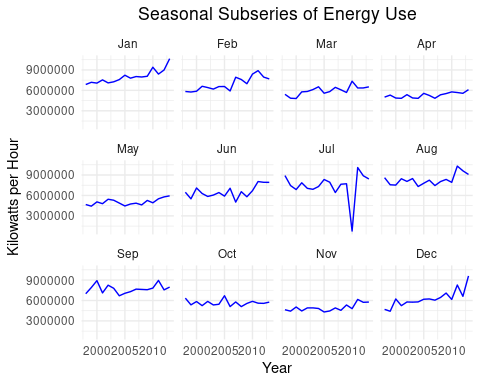 Seasonal Subseries of Energy Use
Jan Feb Mar Apr
9000000
6000000
3000000
May Jun Jul Aug
9000000
6000000
3000000
Sep Oct Nov Dec
9000000
6000000
3000000
200020052010 200020052010 200020052010 200020052010
Year
Kilowatts per Hour